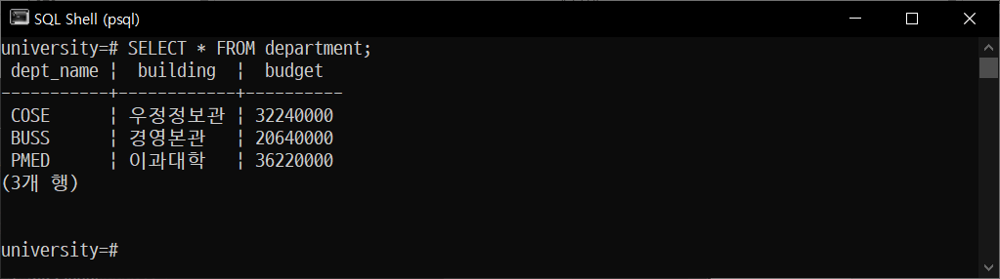 SQL Shell (psql)
university=# SELECT * FROM department;
 dept_name ¦  building  ¦  budget
-----------+------------+----------
 COSE      ¦ 우정정보관 ¦ 32240000
 BUSS      ¦ 경영본관   ¦ 20640000
 PMED      ¦ 이과대학   ¦ 36220000
(3개 행)
university=#